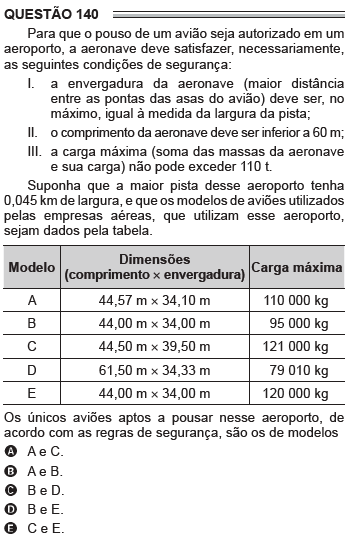 QUESTÃO 140
Para que o pouso de um avião seja autorizado em um
aeroporto, a aeronave deve satisfazer, necessariamente,
as seguintes condições de segurança:
I. a envergadura da aeronave (maior distância
entre as pontas das asas do avião) deve ser, no
máximo, igual à medida da largura da pista;
II. o comprimento da aeronave deve ser inferior a 60 m;
III. a carga máxima (soma das massas da aeronave
e sua carga) não pode exceder 110 t.
Suponha que a maior pista desse aeroporto tenha
0,045 km de largura, e que os modelos de aviões utilizados
pelas empresas aéreas, que utilizam esse aeroporto,
sejam dados pela tabela.
Modelo Dimensões (comprimento × envergadura) Carga máxima
A 44,57 m × 34,10 m 110 000 kg
B 44,00 m × 34,00 m 95 000 kg
C 44,50 m × 39,50 m 121 000 kg
D 61,50 m × 34,33 m 79 010 kg
E 44,00 m × 34,00 m 120 000 kg
Os únicos aviões aptos a pousar nesse aeroporto, de
acordo com as regras de segurança, são os de modelos
A A e C.
B A e B.
C B e D.
D B e E.
E C e E.